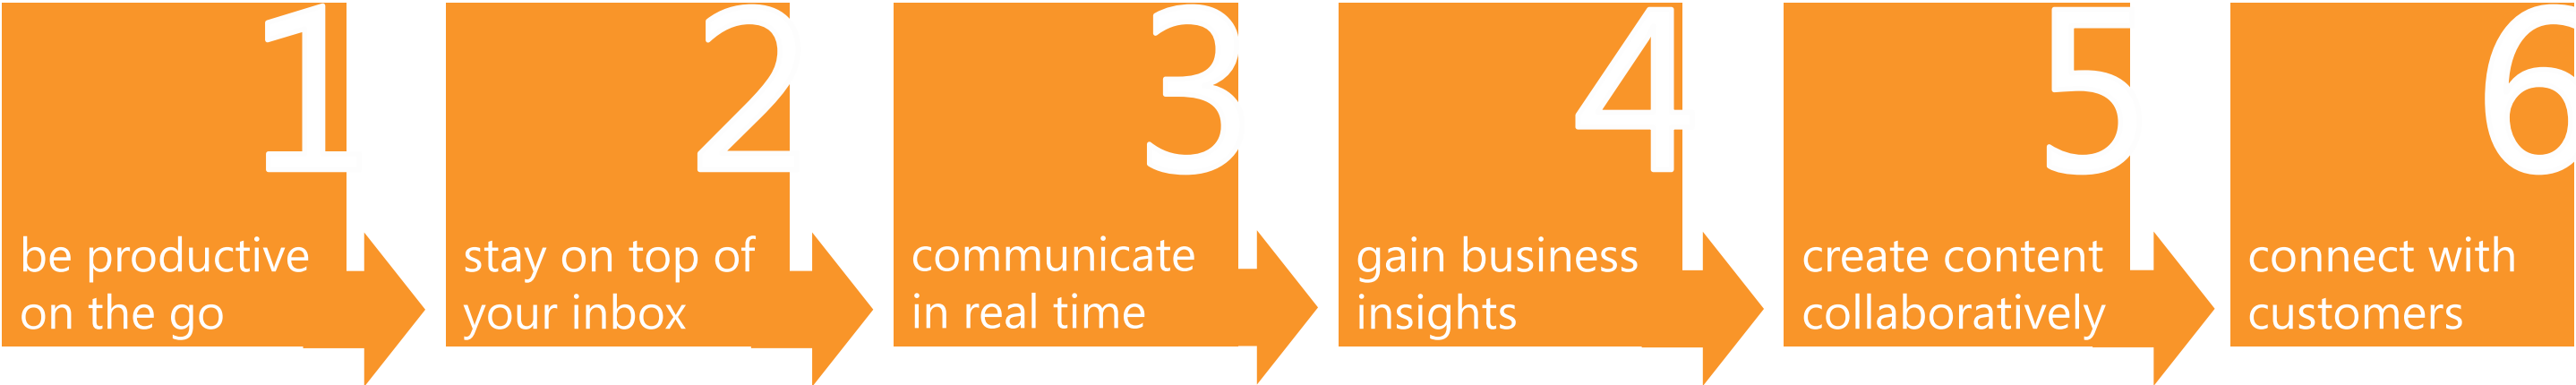 1
be productive
on the go
2
stay on top of
your inbox
3
communicate
in real time
4
gain business
insights
5
create content
collaboratively
6
connect with
customers